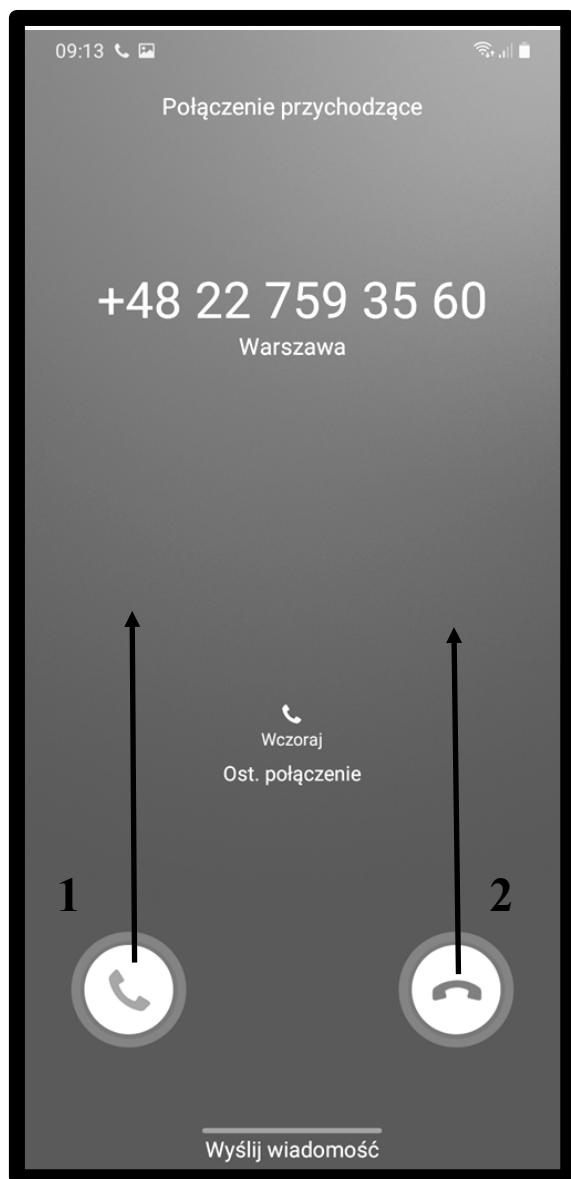 09:13
Połączenie przychodzące
+48 22 759 35 60
Warszawa
Wczoraj
Ost. połączenie
1
2
Wyślij wiadomość